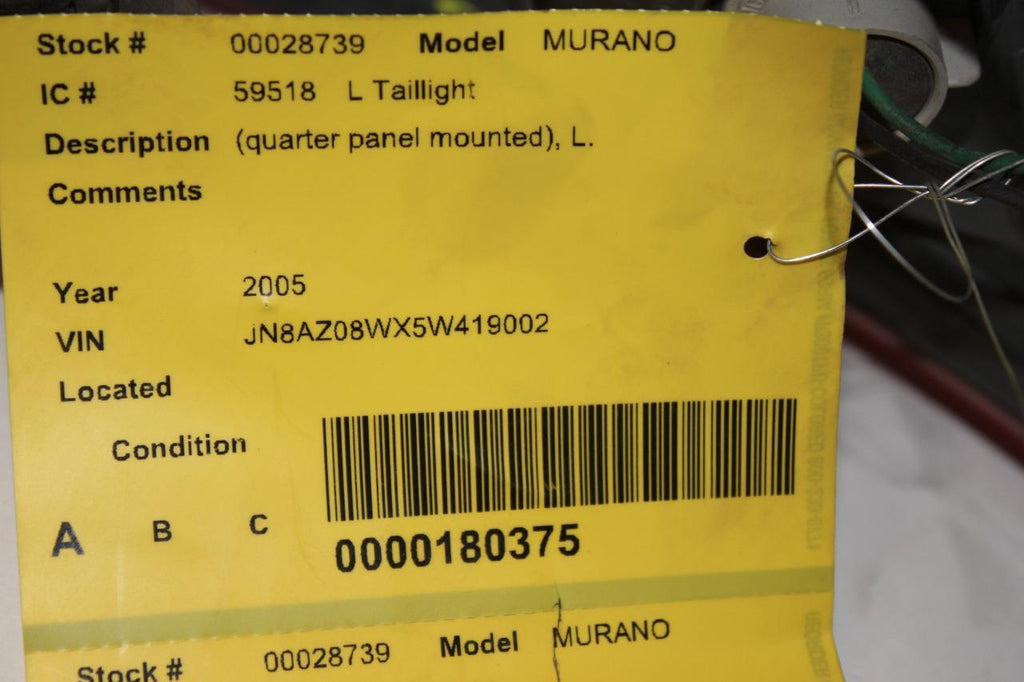 Stock # 00028739 Model MURANO
IC # 59518 L Taillight
Description (quarter panel mounted), L.
Comments
Year 2005
VIN JN8AZ08WX5W419002
Located
Condition
A B C
0000180375
Stock # 00028739 Model MURANO